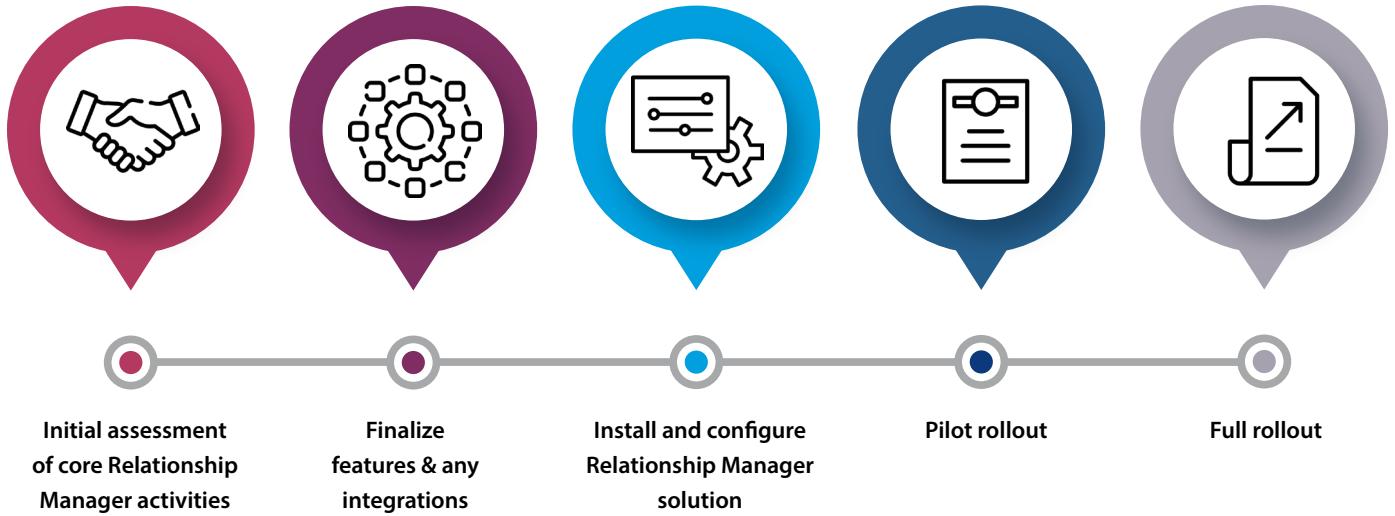 Initial assessment
of core Relationship
Manager activities
Finalize
features & any
integrations
Install and configure
Relationship Manager
solution
Pilot rollout
Full rollout